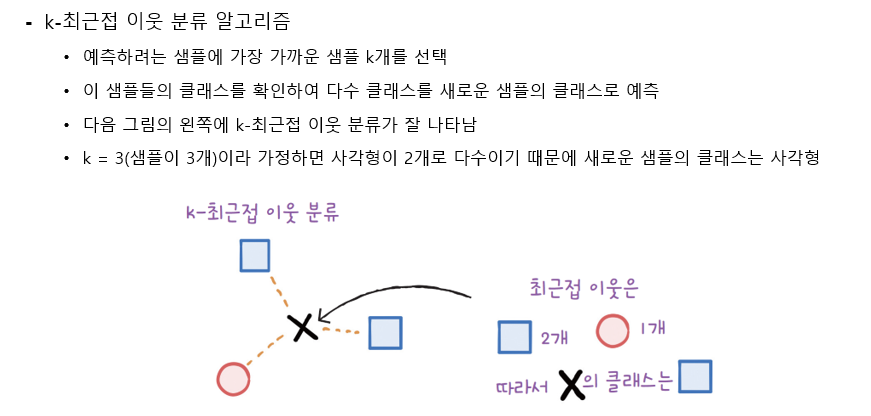 - k-최근접 이웃 분류 알고리즘
• 예측하려는 샘플에 가장 가까운 샘플 k개를 선택
• 이 샘플들의 클래스를 확인하여 다수 클래스를 새로운 샘플의 클래스로 예측
• 다음 그림의 왼쪽에 k-최근접 이웃 분류가 잘 나타남
• k = 3(샘플이 3개)이라 가정하면 사각형이 2개로 다수이기 때문에 새로운 샘플의 클래스는 사각형
k-최근접 이웃 분류
최근접 이웃은
2개 1개
따라서 X의 클래스는